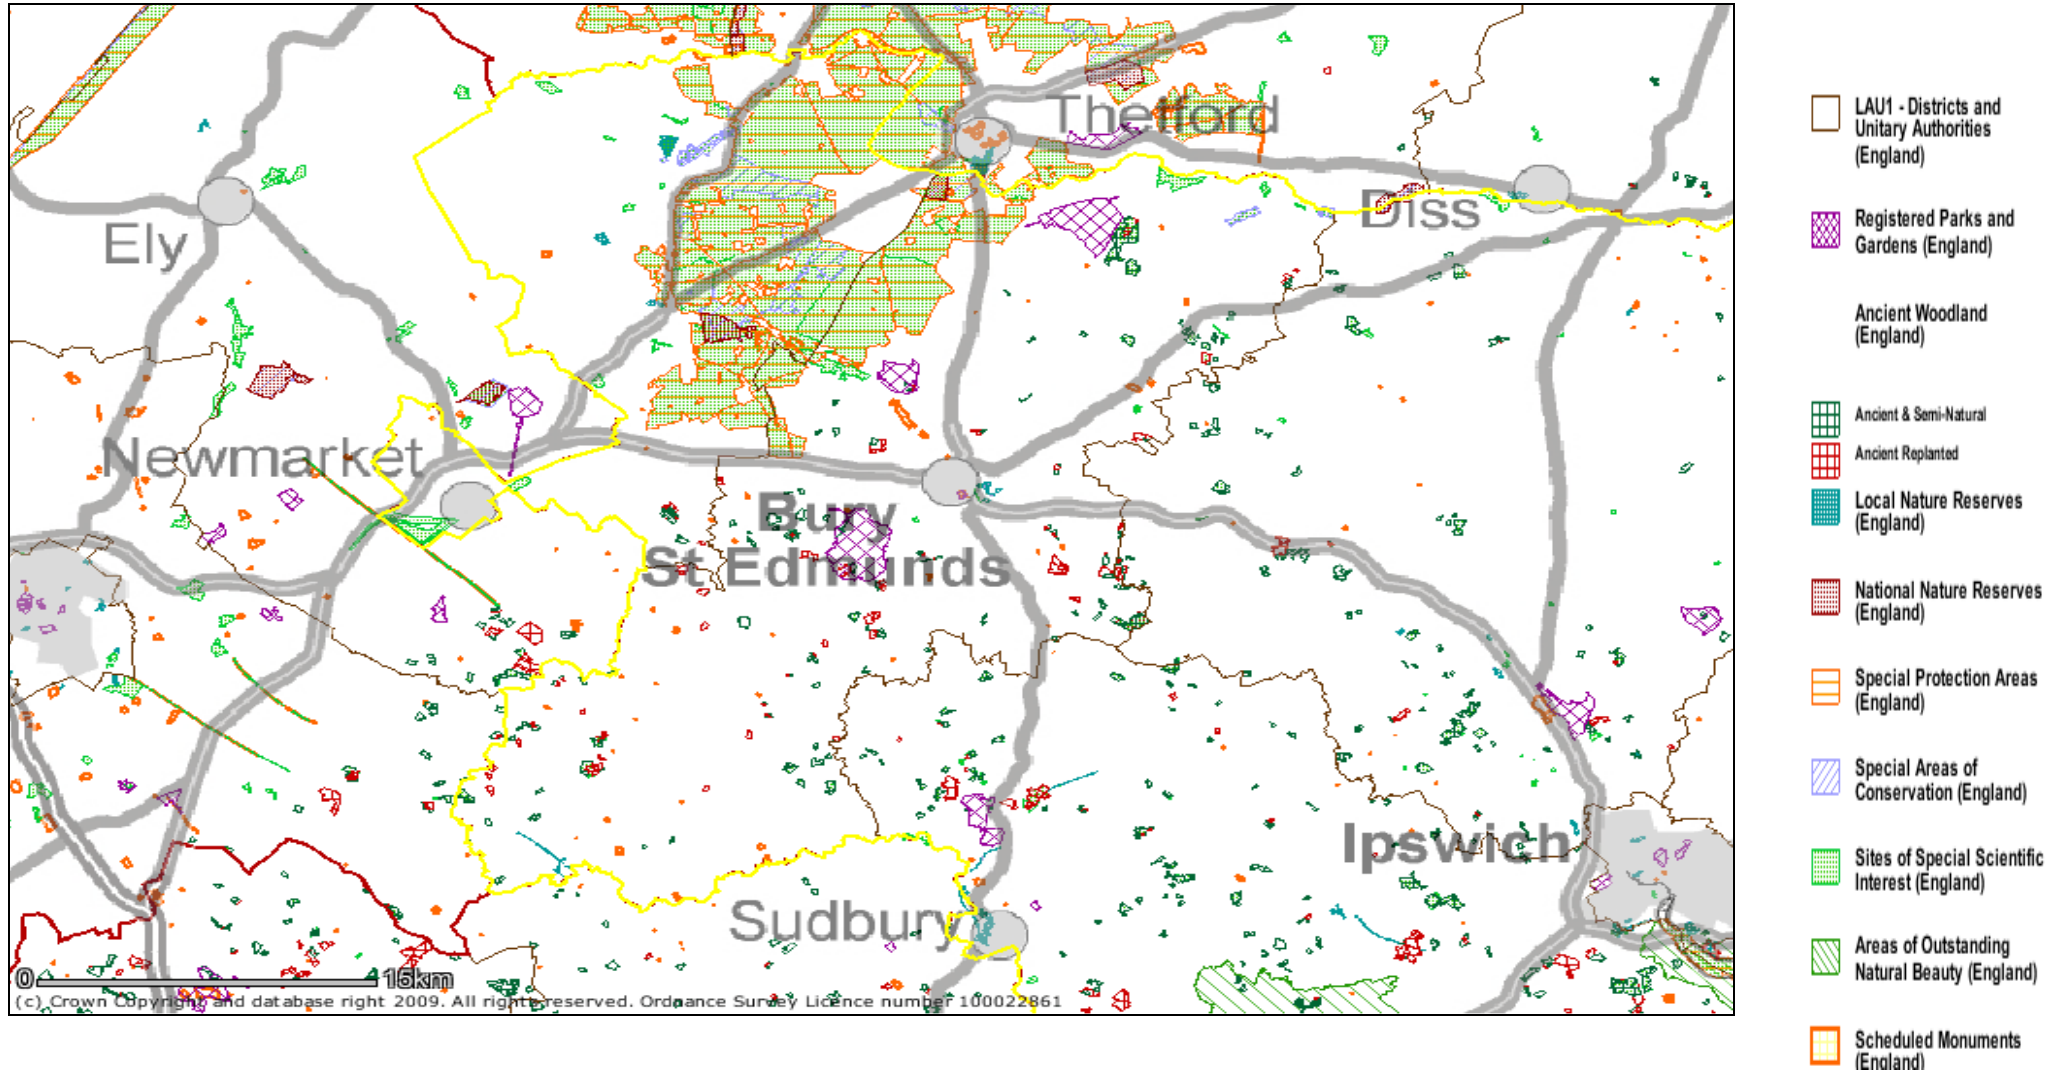 Thetford
Diss
Ely
Newmarket
Bury
St Edmunds
Ipswich
Sudbury
0 15km
(c) Crown Copyright and database right 2009. All rights reserved. Ordnance Survey Licence number 100022861
LAU1 - Districts and
Unitary Authorities
(England)
Registered Parks and
Gardens (England)
Ancient Woodland
(England)
Ancient & Semi-Natural
Ancient Replanted
Local Nature Reserves
(England)
National Nature Reserves
(England)
Special Protection Areas
(England)
Special Areas of
Conservation (England)
Sites of Special Scientific
Interest (England)
Areas of Outstanding
Natural Beauty (England)
Scheduled Monuments
(England)